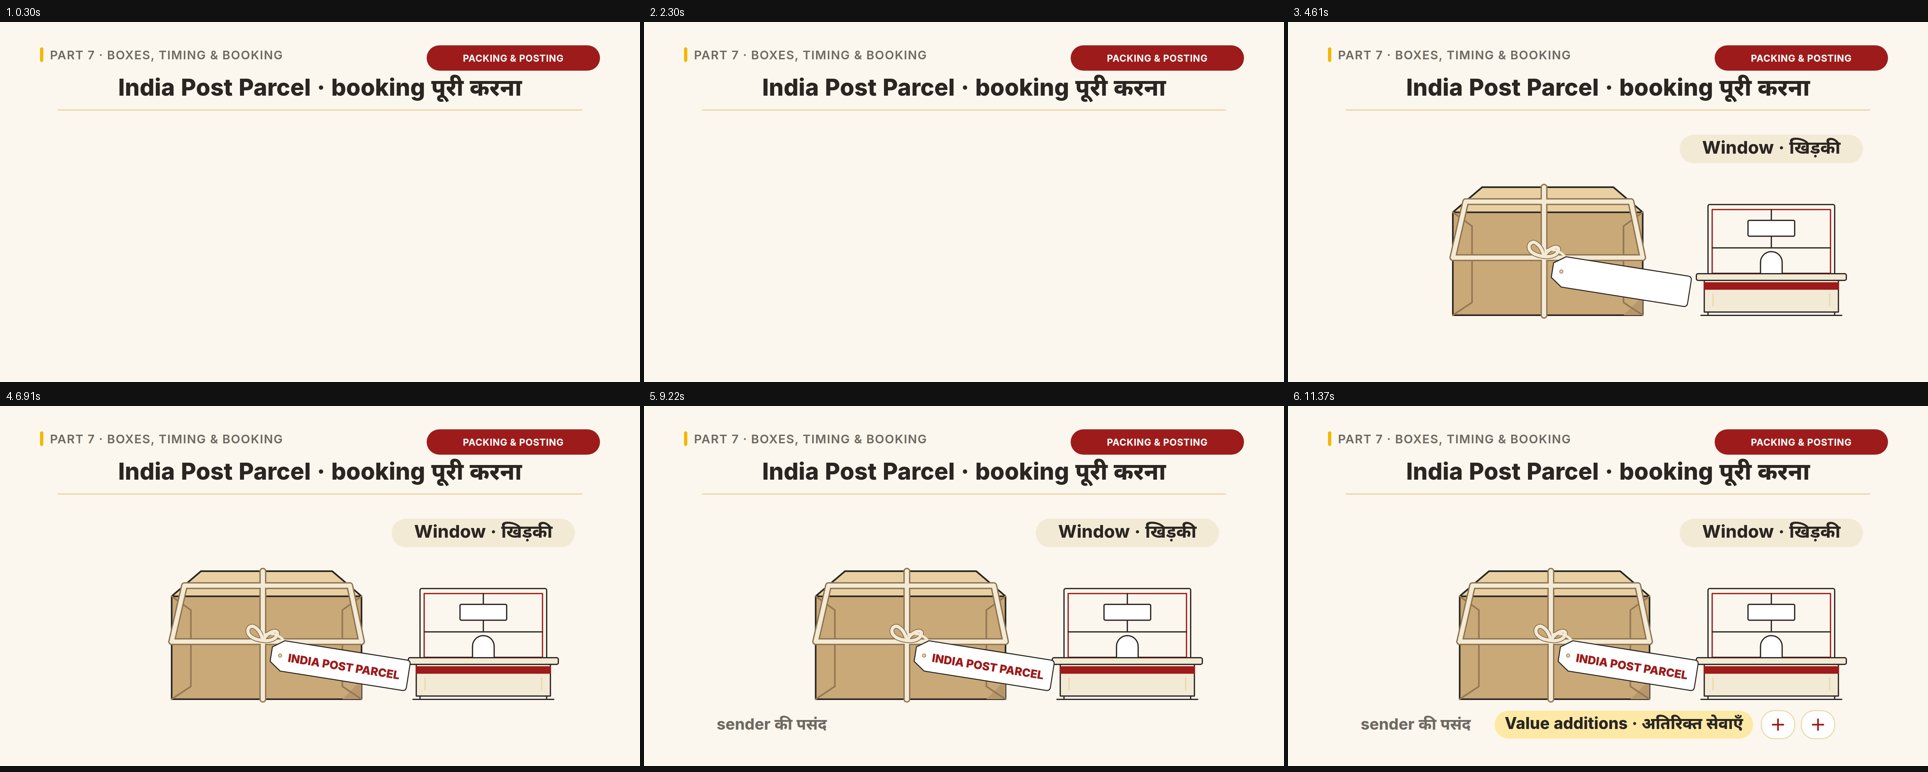 1. 0.30s
PART 7 · BOXES, TIMING & BOOKING
PACKING & POSTING
India Post Parcel · booking पूरी करना
2. 2.30s
PART 7 · BOXES, TIMING & BOOKING
PACKING & POSTING
India Post Parcel · booking पूरी करना
3. 4.61s
PART 7 · BOXES, TIMING & BOOKING
PACKING & POSTING
India Post Parcel · booking पूरी करना
Window · खिड़की
4. 6.91s
PART 7 · BOXES, TIMING & BOOKING
PACKING & POSTING
India Post Parcel · booking पूरी करना
Window · खिड़की
INDIA POST PARCEL
5. 9.22s
PART 7 · BOXES, TIMING & BOOKING
PACKING & POSTING
India Post Parcel · booking पूरी करना
Window · खिड़की
INDIA POST PARCEL
sender की पसंद
6. 11.37s
PART 7 · BOXES, TIMING & BOOKING
PACKING & POSTING
India Post Parcel · booking पूरी करना
Window · खिड़की
INDIA POST PARCEL
sender की पसंद
Value additions · अतिरिक्त सेवाएँ
+ +